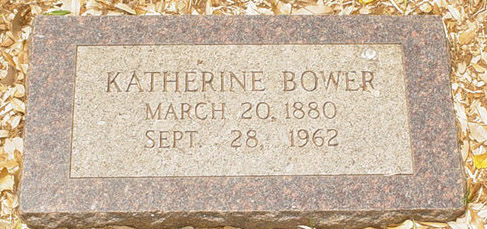 KATHERINE BOWER
MARCH 20, 1880
SEPT. 28, 1962